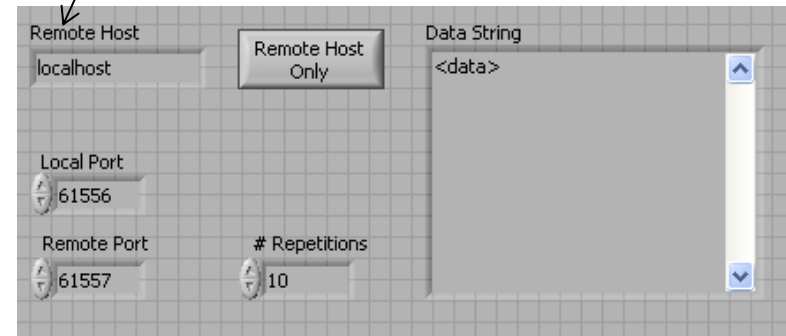 Remote Host
localhost
Remote Host
Only
Data String
<data>
Local Port
61556
Remote Port
61557
# Repetitions
10